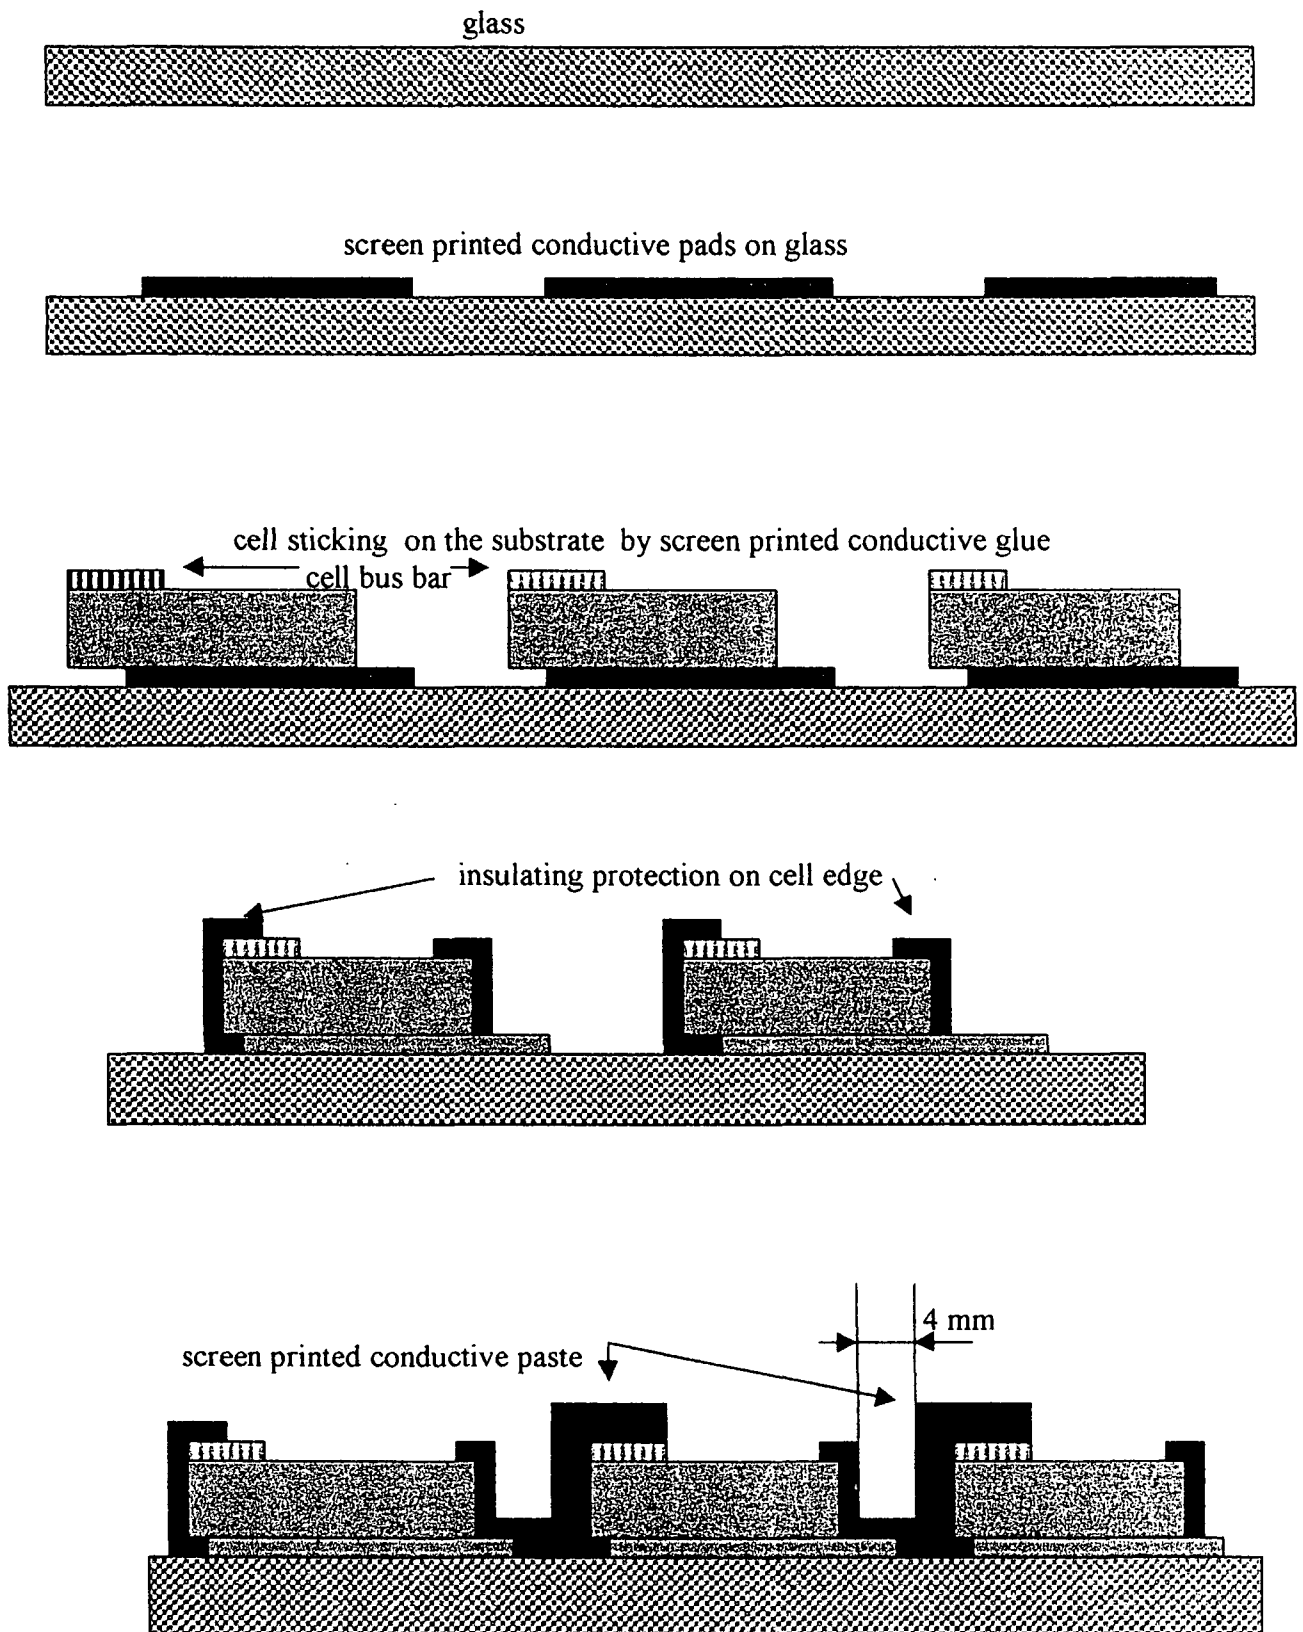 glass
screen printed conductive pads on glass
cell sticking on the substrate by screen printed conductive glue
cell bus bar
insulating protection on cell edge
4 mm
screen printed conductive paste